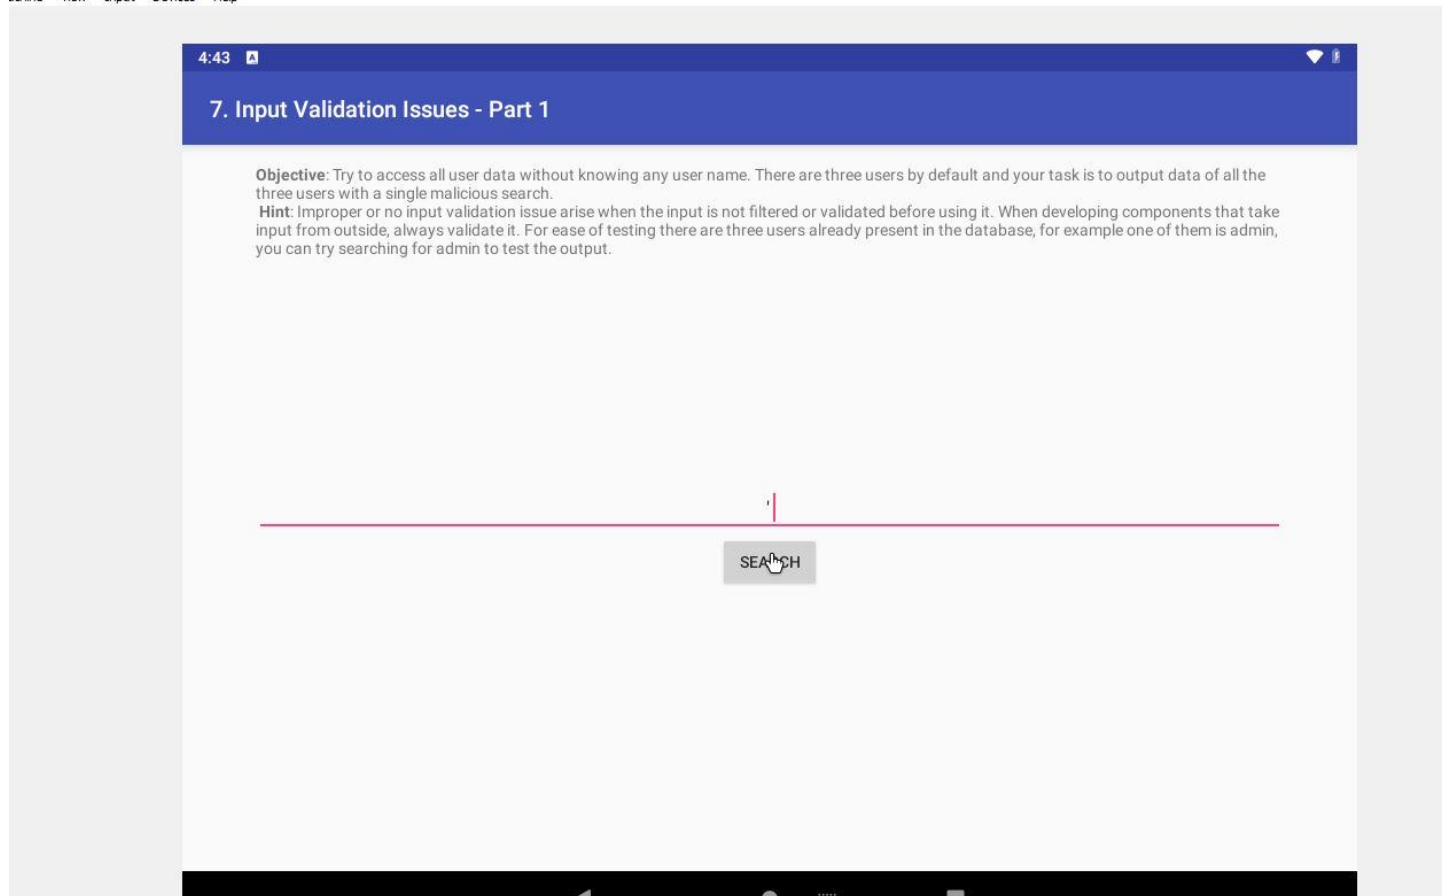 4:43 A
7. Input Validation Issues - Part 1
Objective: Try to access all user data without knowing any user name. There are three users by default and your task is to output data of all the
three users with a single malicious search.
Hint: Improper or no input validation issue arise when the input is not filtered or validated before using it. When developing components that take
input from outside, always validate it. For ease of testing there are three users already present in the database, for example one of them is admin,
you can try searching for admin to test the output.
'
SEARCH